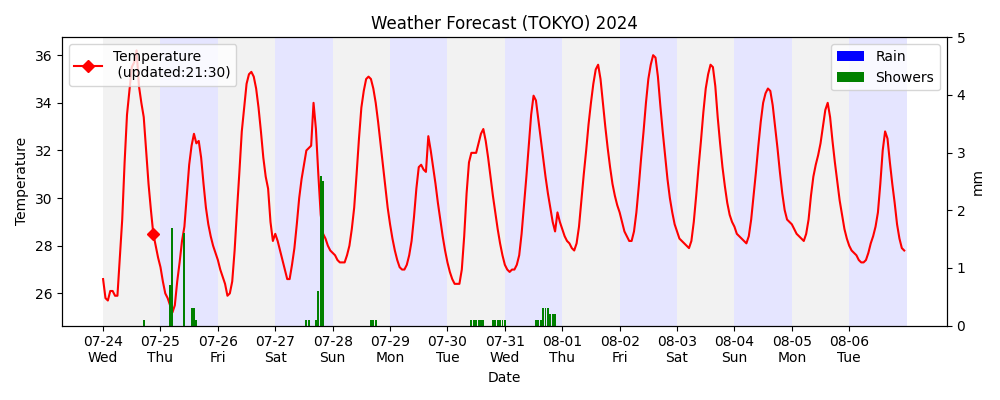 Weather Forecast (TOKYO) 2024
Temperature
(updated:21:30)
Rain
Showers
Temperature
36
34
32
30
28
26
5
4
3
2
1
0
mm
07-24 07-25 07-26 07-27 07-28 07-29 07-30 07-31 08-01 08-02 08-03 08-04 08-05 08-06
Wed Thu Fri Sat Sun Mon Tue Wed Thu Fri Sat Sun Mon Tue
Date